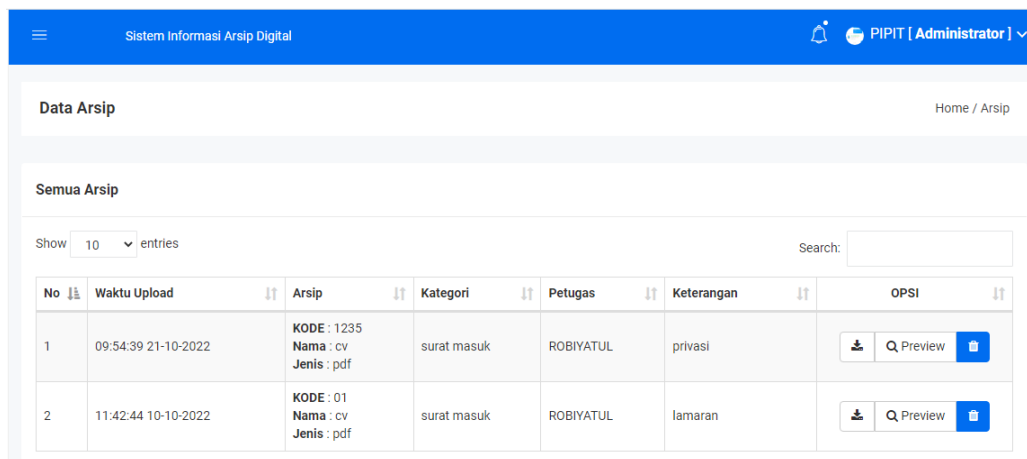 Sistem Informasi Arsip Digital PIPIT [ Administrator ]
Data Arsip Home / Arsip
Semua Arsip
Show 10 entries Search:
No Waktu Upload Arsip Kategori Petugas Keterangan OPSI
1 09:54:39 21-10-2022 KODE : 1235 Nama : cv Jenis : pdf surat masuk ROBIYATUL privasi Preview
2 11:42:44 10-10-2022 KODE : 01 Nama : cv Jenis : pdf surat masuk ROBIYATUL lamaran Preview